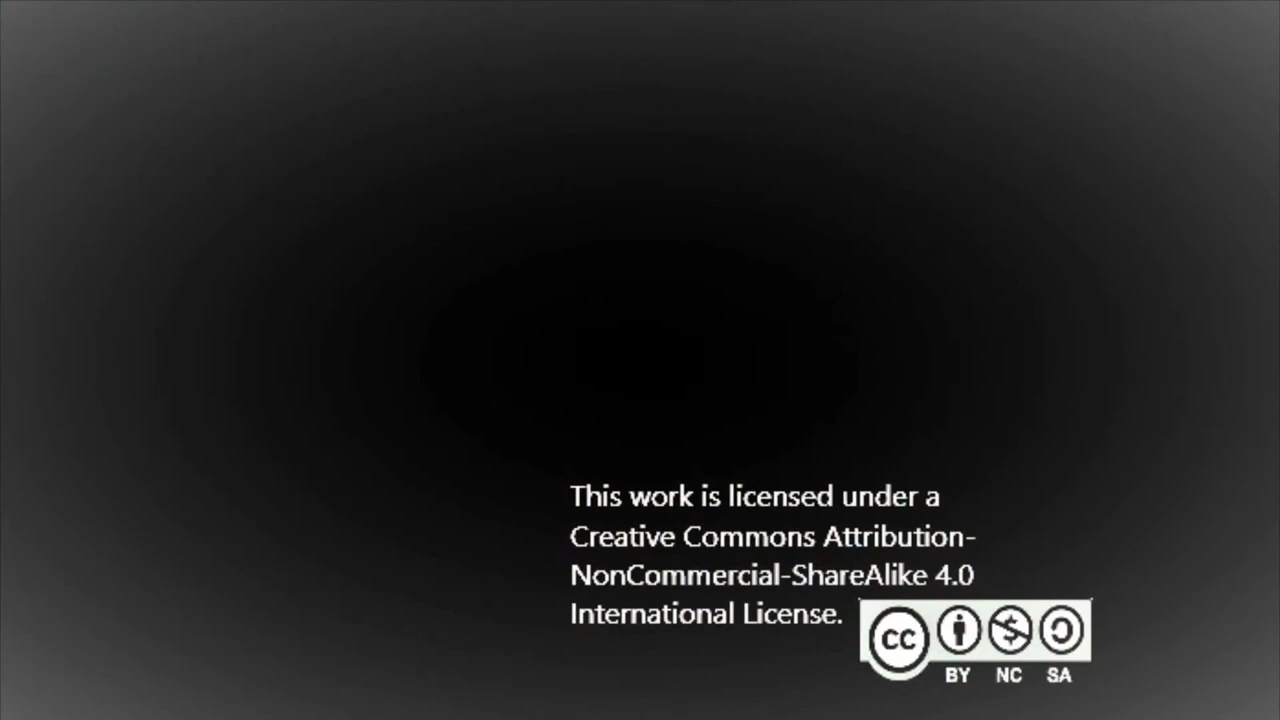 This work is licensed under a
Creative Commons Attribution-
NonCommercial-ShareAlike 4.0
International License.
cc
BY NC SA